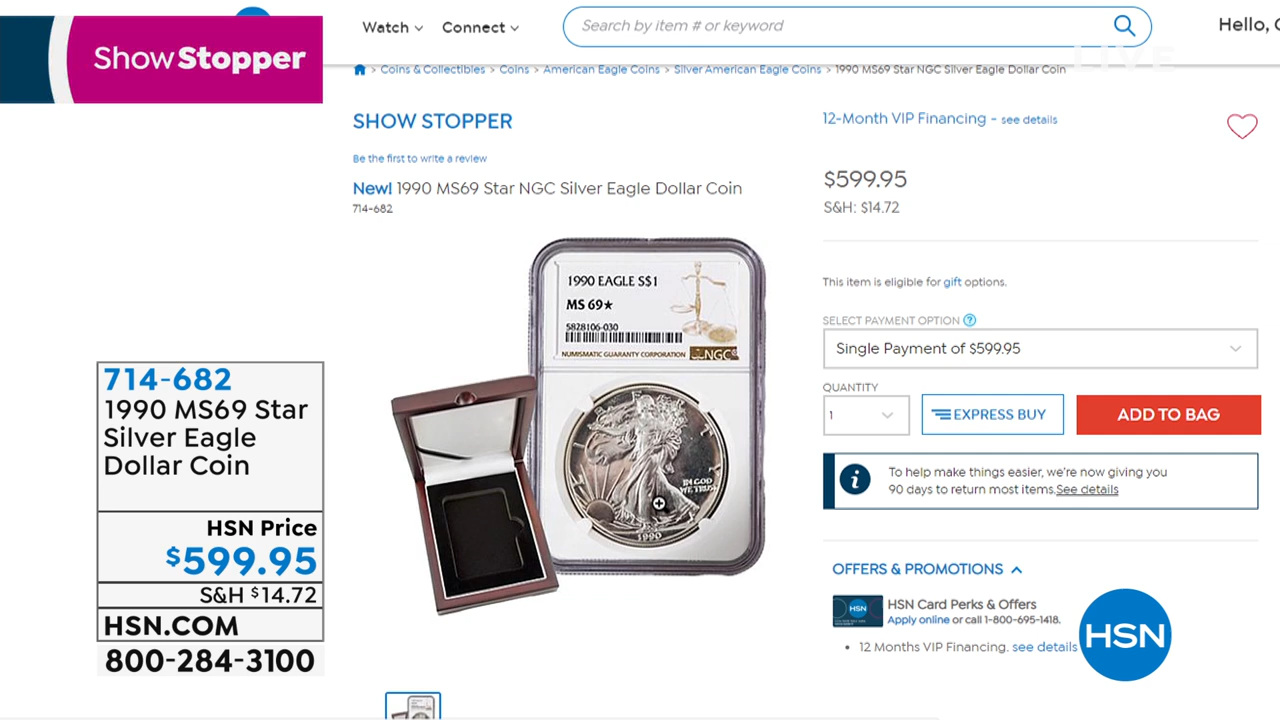 ShowStopper
Watch
Connect
Search by item # or keyword
Hello,
LIVE
> Coins & Collectibles > Coins > American Eagle Coins > Silver American Eagle Coins > 1990 MS69 Star NGC Silver Eagle Dollar Coin
SHOW STOPPER
Be the first to write a review
New! 1990 MS69 Star NGC Silver Eagle Dollar Coin
714-682
1990 EAGLE S$1
MS 69★
5828106-030
NUMISMATIC GUARANTY CORPORATION
NGC
IN GOD
WE TRUST
1990
12-Month VIP Financing - see details
$599.95
S&H: $14.72
This item is eligible for gift options.
SELECT PAYMENT OPTION ?
Single Payment of $599.95
QUANTITY
1
EXPRESS BUY
ADD TO BAG
i
To help make things easier, we're now giving you
90 days to return most items.See details
OFFERS & PROMOTIONS
HSN
HSN Card Perks & Offers
Apply online or call 1-800-695-1418.
• 12 Months VIP Financing. see details
HSN
714-682
1990 MS69 Star
Silver Eagle
Dollar Coin
HSN Price
$599.95
S&H $14.72
HSN.COM
800-284-3100